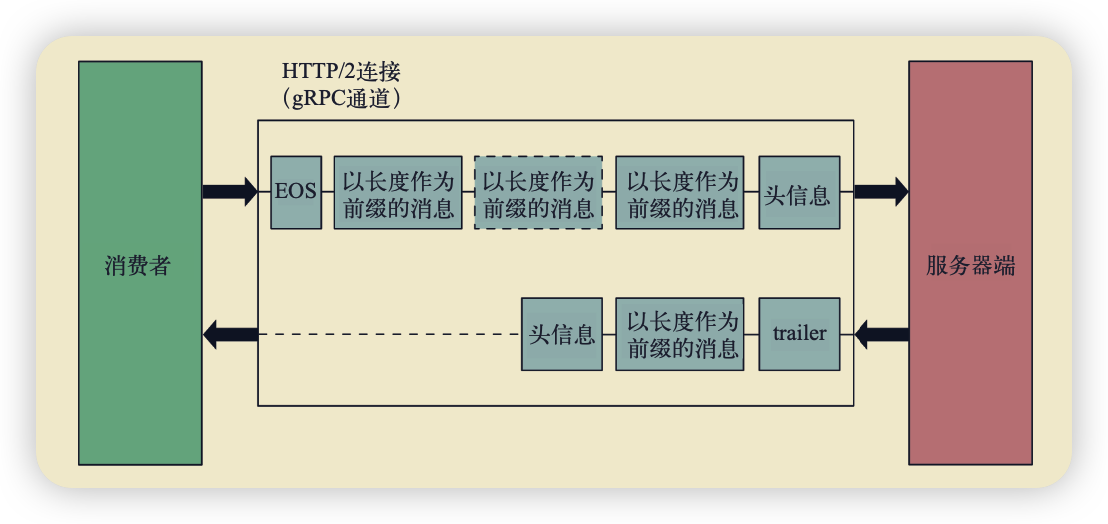 HTTP/2连接
（gRPC通道）
消费者
EOS
以长度作为
前缀的消息
以长度作为
前缀的消息
以长度作为
前缀的消息
头信息
服务器端
头信息
以长度作为
前缀的消息
trailer